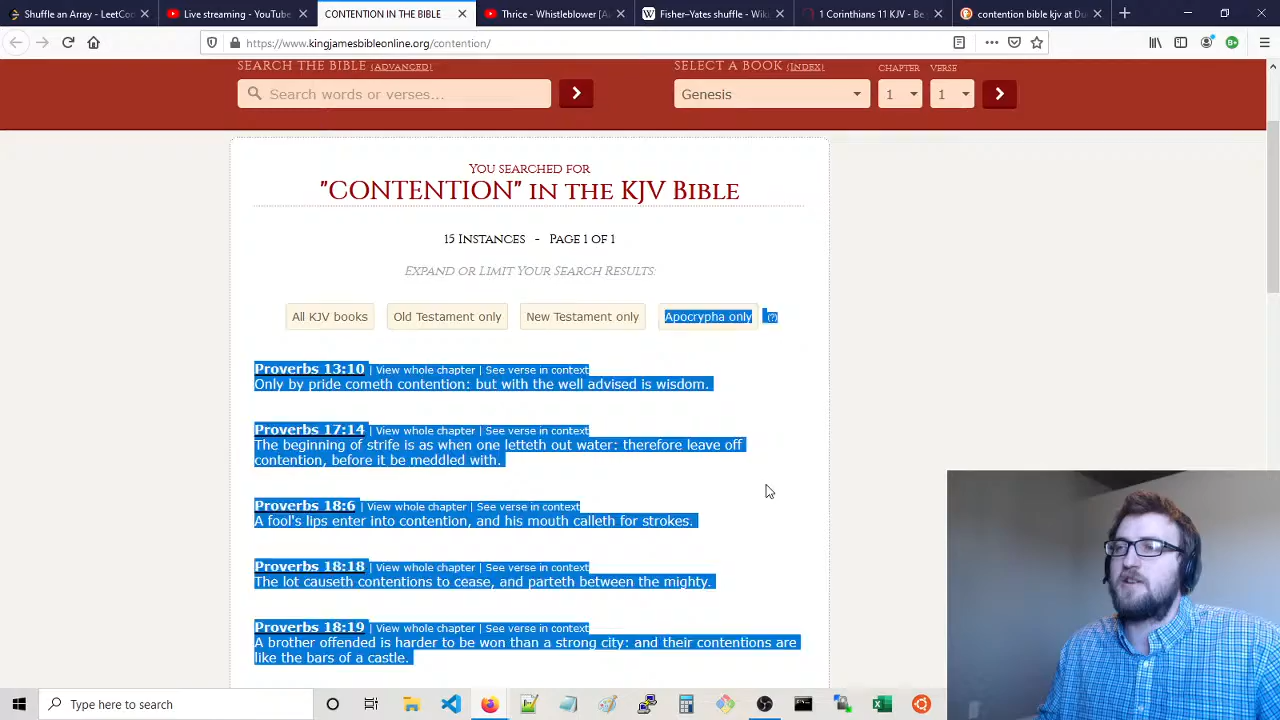 Shuffle an Array - LeetCo
Live streaming - YouTube
CONTENTION IN THE BIBLE
Thrice - Whistleblower [A
Fisher–Yates shuffle - Wiki
1 Corinthians 11 KJV - Be
contention bible kjv at Du
https://www.kingjamesbibleonline.org/contention/
SEARCH THE BIBLE (ADVANCED)
SELECT A BOOK (INDEX)
CHAPTER
VERSE
Search words or verses...
Genesis
1
1
YOU SEARCHED FOR
"CONTENTION" IN THE KJV BIBLE
15 INSTANCES - PAGE 1 OF 1
EXPAND OR LIMIT YOUR SEARCH RESULTS:
All KJV books
Old Testament only
New Testament only
Apocrypha only
(?)
Proverbs 13:10 | View whole chapter | See verse in context
Only by pride cometh contention: but with the well advised is wisdom.
Proverbs 17:14 | View whole chapter | See verse in context
The beginning of strife is as when one letteth out water: therefore leave off
contention, before it be meddled with.
Proverbs 18:6 | View whole chapter | See verse in context
A fool's lips enter into contention, and his mouth calleth for strokes.
Proverbs 18:18 | View whole chapter | See verse in context
The lot causeth contentions to cease, and parteth between the mighty.
Proverbs 18:19 | View whole chapter | See verse in context
A brother offended is harder to be won than a strong city: and their contentions are
like the bars of a castle.
Type here to search